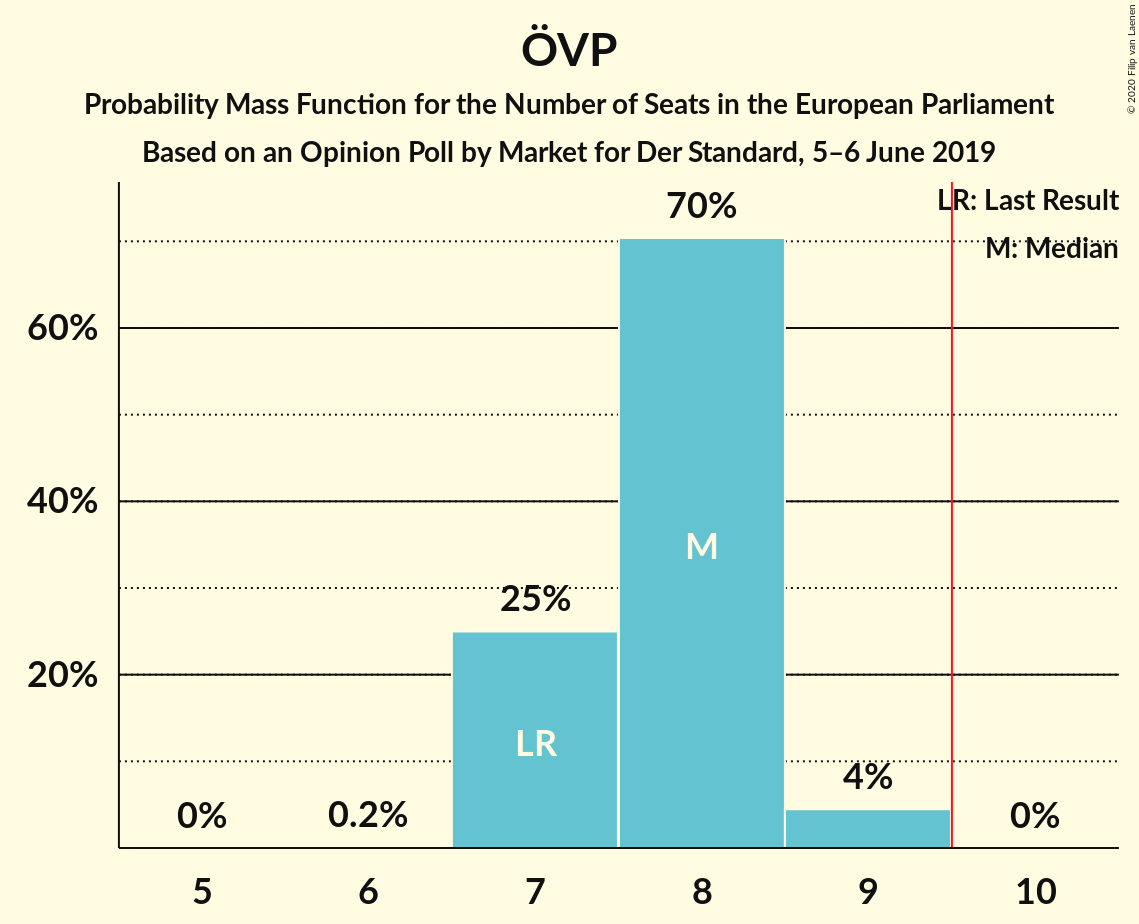 ÖVP
Probability Mass Function for the Number of Seats in the European Parliament
Based on an Opinion Poll by Market for Der Standard, 5–6 June 2019
© 2020 Filip van Laenen
LR: Last Result
M: Median
70%
60%
40%
20%
25%
M
LR
4%
0%
0.2%
0%
5
6
7
8
9
10